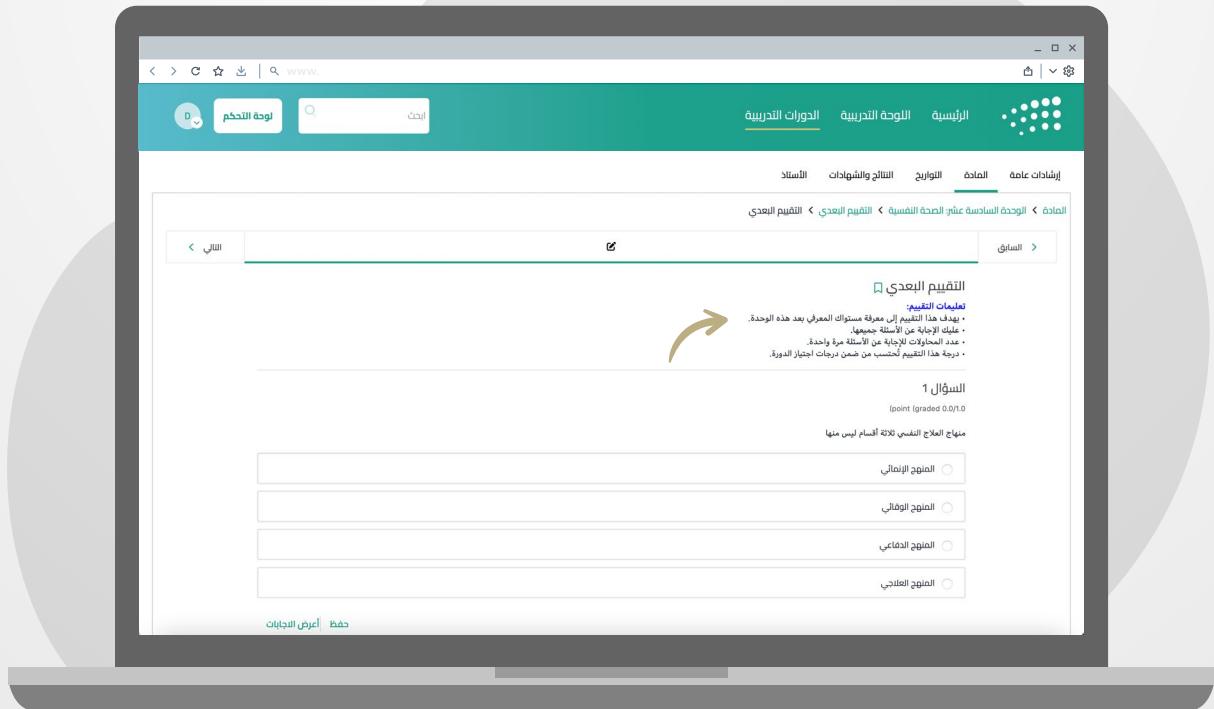 www.
الرئيسية
اللوحة التدريبية
الدورات التدريبية
ابحث
لوحة التحكم
D
إرشادات عامة
المادة
التواريخ
النتائج والشهادات
الأستاذ
المادة > الوحدة السادسة عشر: الصحة النفسية > التقييم البعدي > التقييم البعدي
السابق
التالي
التقييم البعدي
تعليمات التقييم:
• يهدف هذا التقييم إلى معرفة مستواك المعرفي بعد هذه الوحدة.
• عليك الإجابة عن الأسئلة جميعها.
• عدد المحاولات للإجابة عن الأسئلة مرة واحدة.
• درجة هذا التقييم تُحتسب من ضمن درجات اجتياز الدورة.
السؤال 1
(point (graded 0.0/1.0
منهاج العلاج النفسي ثلاثة أقسام ليس منها
المنهج الإنمائي
المنهج الوقائي
المنهج الدفاعي
المنهج العلاجي
حفظ
أعرض الاجابات